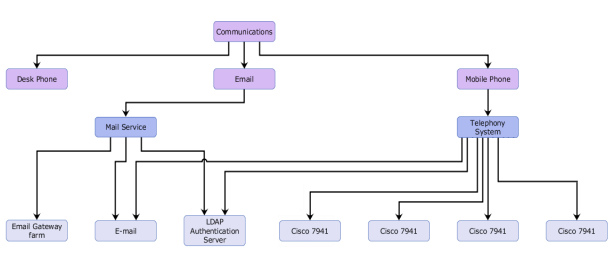 Communications
Desk Phone
Email
Mobile Phone
Mail Service
Telephony
System
Email Gateway
farm
E-mail
LDAP
Authentication
Server
Cisco 7941
Cisco 7941
Cisco 7941
Cisco 7941